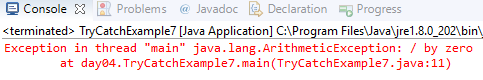 Console Problems @ Javadoc Declaration Progress
<terminated> TryCatchExample7 [Java Application] C:\Program Files\Java\jre1.8.0_202\bin\
Exception in thread "main" java.lang.ArithmeticException: / by zero
at day04.TryCatchExample7.main(TryCatchExample7.java:11)